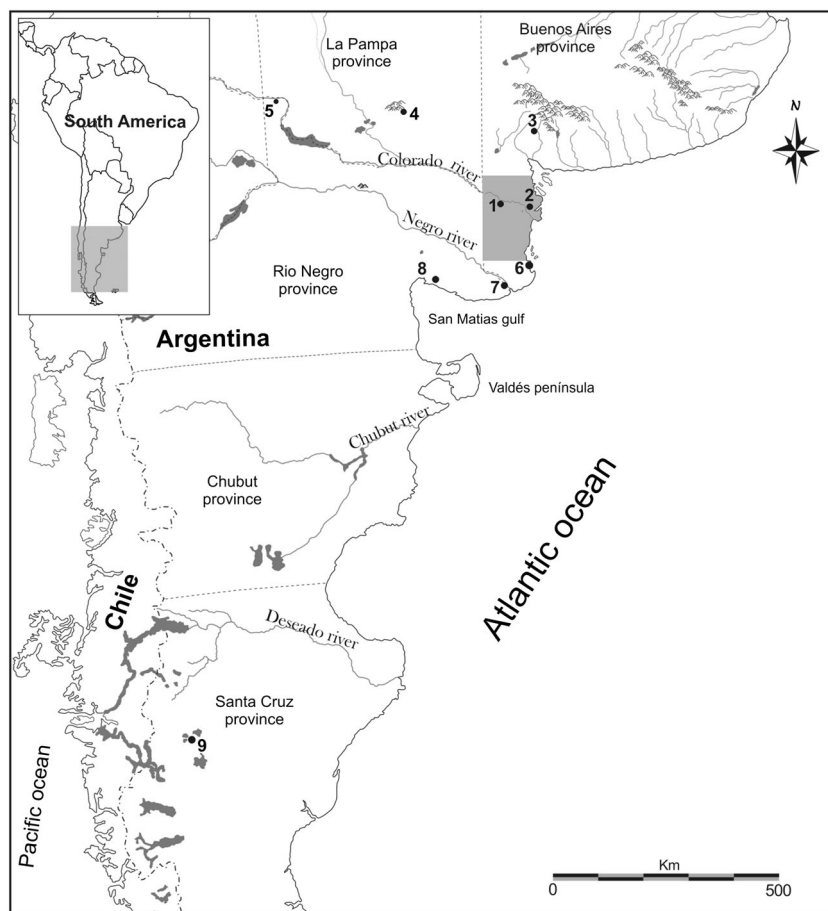 South America
La Pampa
province
Buenos Aires
province
N
5
4
3
Colorado river
1
2
Negro river
Rio Negro
province
8
6
7
Argentina
San Matias gulf
Valdés península
Chubut river
Chubut
province
Atlantic ocean
Chile
Deseado river
Santa Cruz
province
9
Pacific ocean
Km
0
500